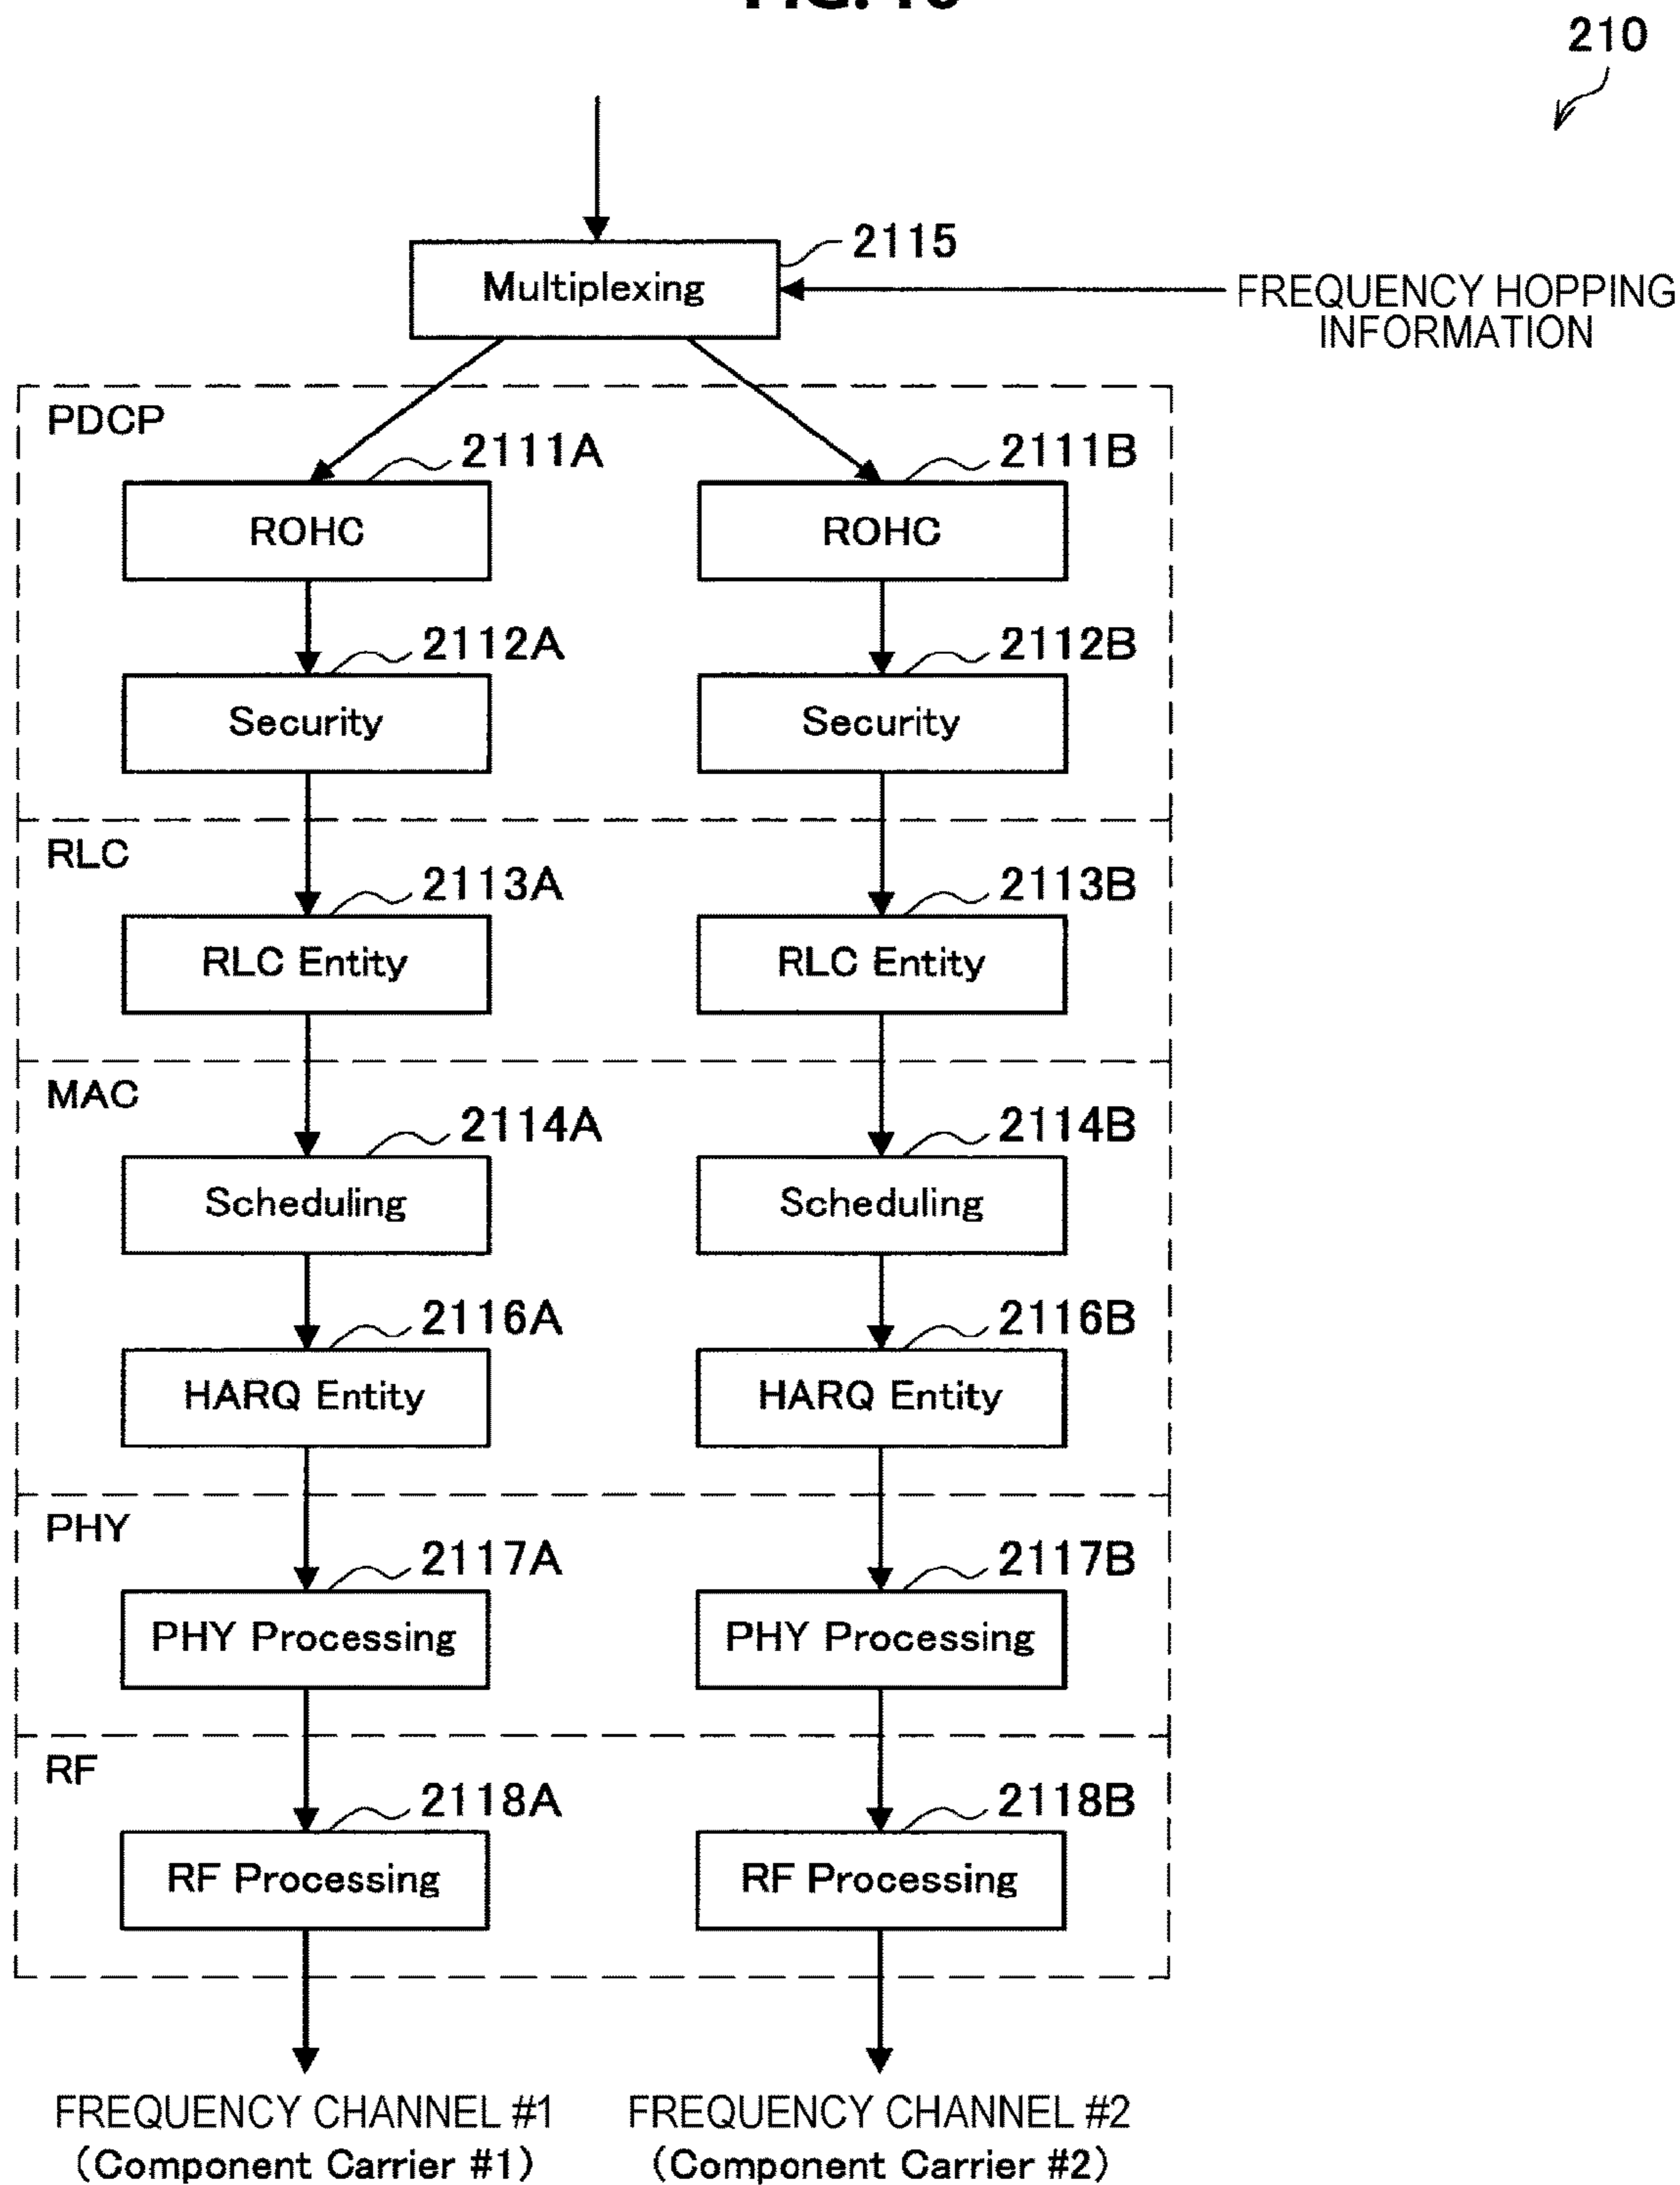 210
2115
Multiplexing
FREQUENCY HOPPING
INFORMATION
PDCP
2111A
2111B
ROHC
ROHC
2112A
2112B
Security
Security
RLC
2113A
2113B
RLC Entity
RLC Entity
MAC
2114A
2114B
Scheduling
Scheduling
2116A
2116B
HARQ Entity
HARQ Entity
PHY
2117A
2117B
PHY Processing
PHY Processing
RF
2118A
2118B
RF Processing
RF Processing
FREQUENCY CHANNEL #1
(Component Carrier #1)
FREQUENCY CHANNEL #2
(Component Carrier #2)